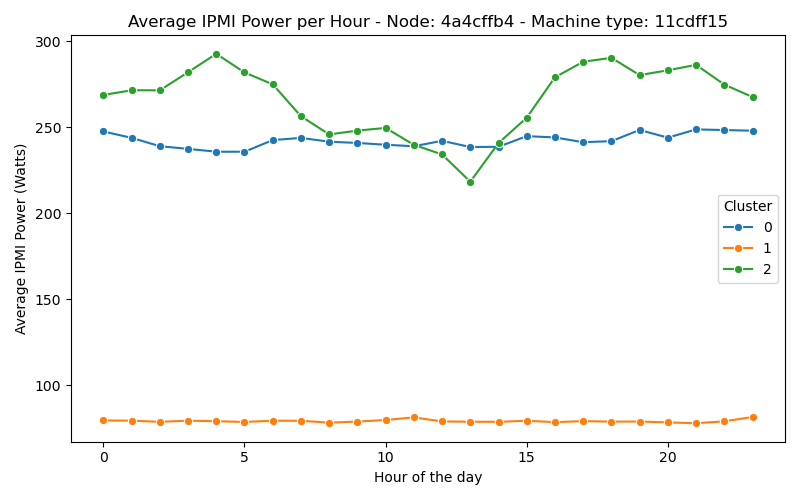 Average IPMI Power per Hour - Node: 4a4cffb4 - Machine type: 11cdff15
Average IPMI Power (Watts)
300
250
200
150
100
Cluster
0
1
2
0 5 10 15 20
Hour of the day